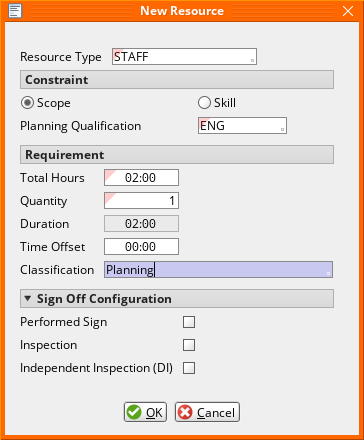 New Resource
Resource Type STAFF
Constraint
Scope Skill
Planning Qualification ENG
Requirement
Total Hours 02:00
Quantity 1
Duration 02:00
Time Offset 00:00
Classification Planning
Sign Off Configuration
Performed Sign
Inspection
Independent Inspection (DI)
OK Cancel